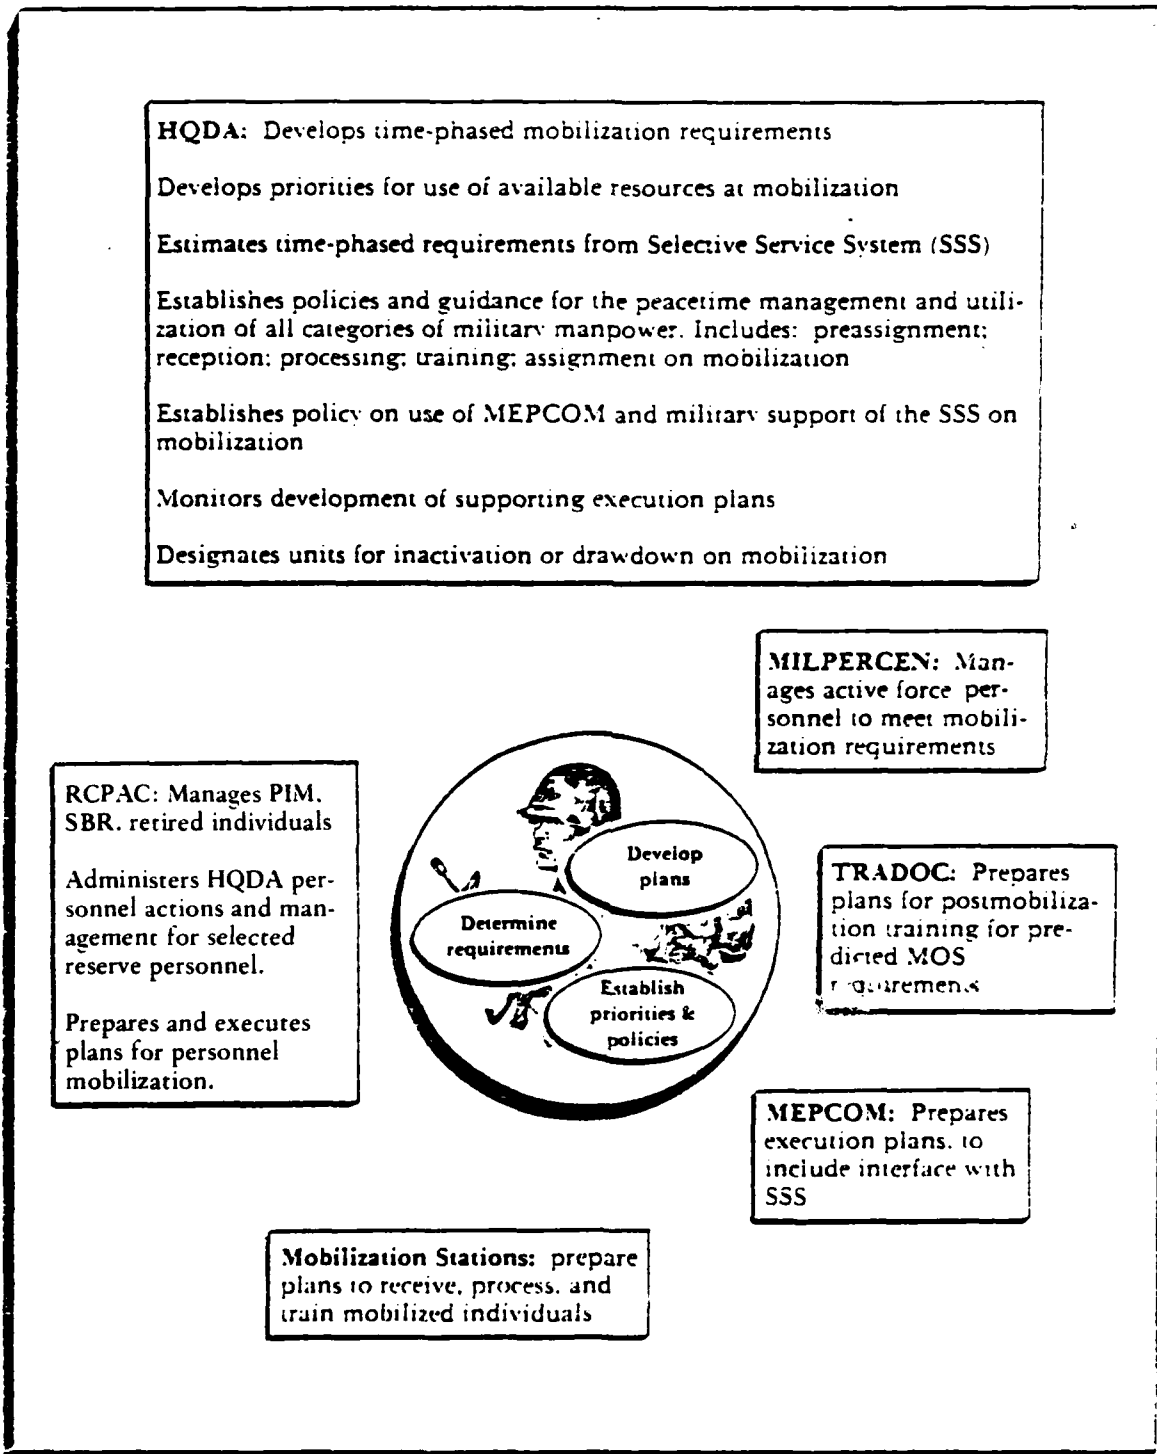 HQDA: Develops time-phased mobilization requirements
Develops priorities for use of available resources at mobilization
Estimates time-phased requirements from Selective Service System (SSS)
Establishes policies and guidance for the peacetime management and utili-
zation of all categories of military manpower. Includes: preassignment;
reception; processing; training; assignment on mobilization
Establishes policy on use of MEPCOM and military support of the SSS on
mobilization
Monitors development of supporting execution plans
Designates units for inactivation or drawdown on mobilization
MILPERCEN: Man-
ages active force per-
sonnel to meet mobili-
zation requirements
RCPAC: Manages PIM,
SBR, retired individuals
Administers HQDA per-
sonnel actions and man-
agement for selected
reserve personnel.
Prepares and executes
plans for personnel
mobilization.
Develop
plans
Determine
requirements
Establish
priorities &
policies
TRADOC: Prepares
plans for postmobiliza-
tion training for pre-
dicted MOS
requirements
MEPCOM: Prepares
execution plans, to
include interface with
SSS
Mobilization Stations: prepare
plans to receive, process, and
train mobilized individuals